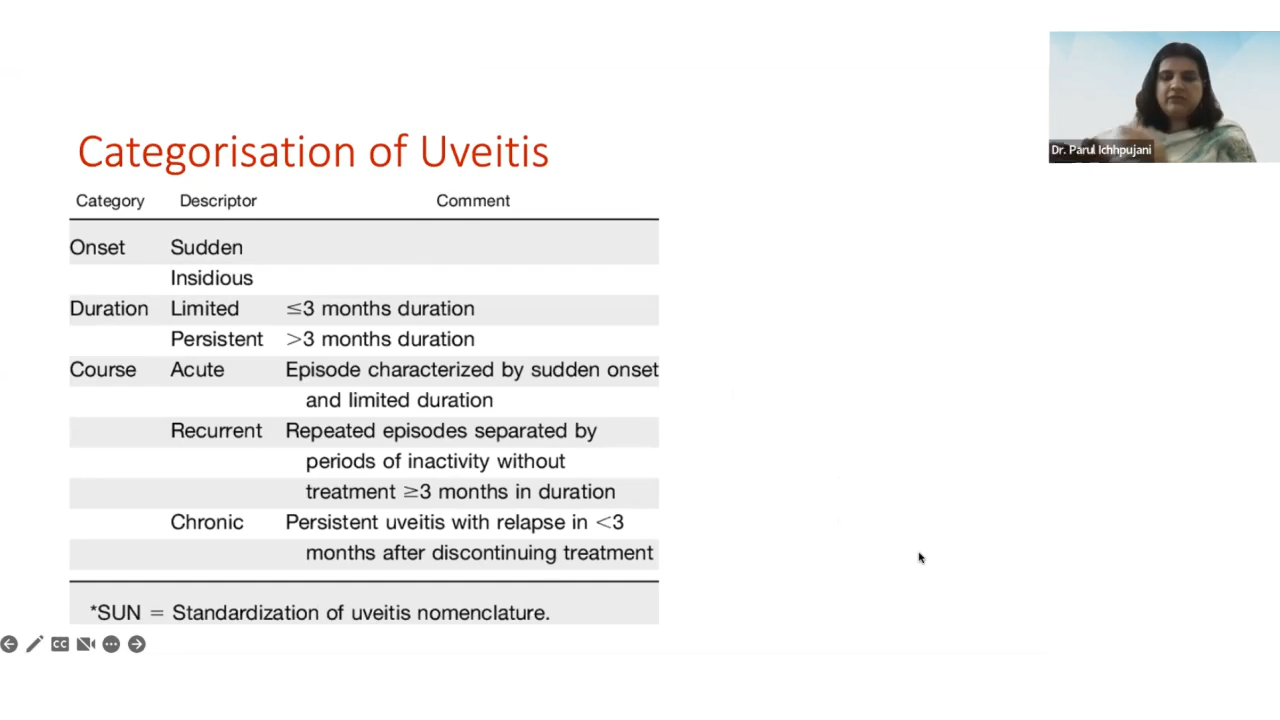 Dr. Parul Ichhpujani
Categorisation of Uveitis
Category Descriptor Comment
Onset Sudden
Insidious
Duration Limited ≤3 months duration
Persistent >3 months duration
Course Acute Episode characterized by sudden onset
and limited duration
Recurrent Repeated episodes separated by
periods of inactivity without
treatment ≥3 months in duration
Chronic Persistent uveitis with relapse in <3
months after discontinuing treatment
*SUN = Standardization of uveitis nomenclature.
CC